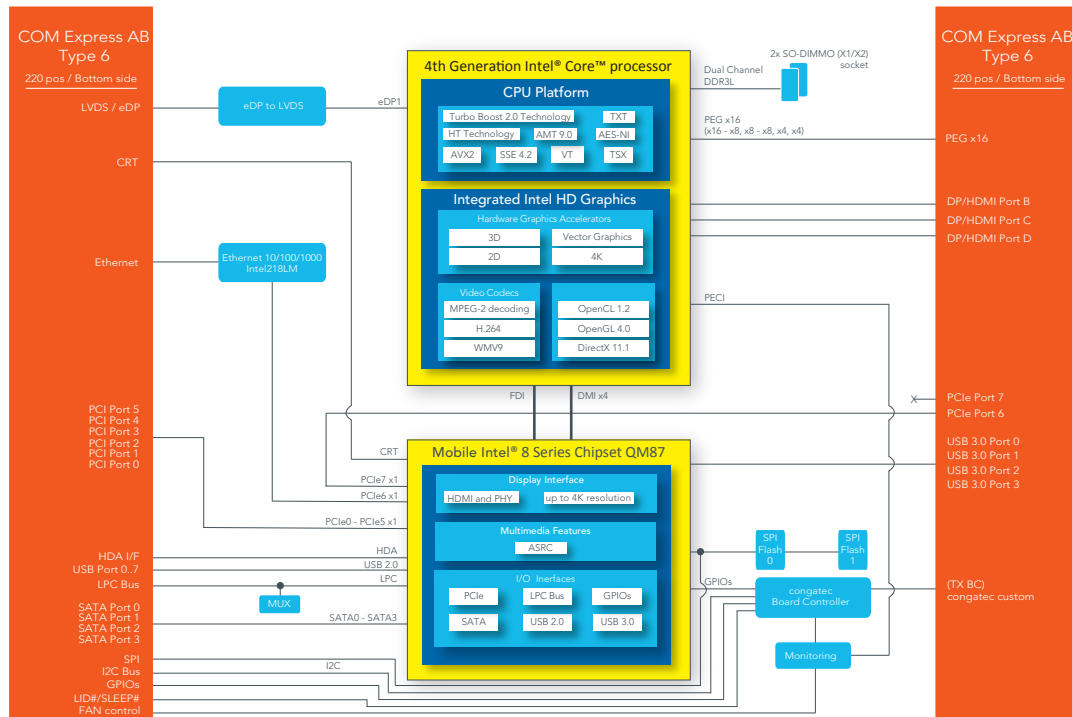 COM Express AB
Type 6
220 pos / Bottom side
LVDS / eDP
CRT
Ethernet
PCI Port 5
PCI Port 4
PCI Port 3
PCI Port 2
PCI Port 1
PCI Port 0
HDA I/F
USB Port 0..7
LPC Bus
SATA Port 0
SATA Port 1
SATA Port 2
SATA Port 3
SPI
I2C Bus
GPIOs
LID#/SLEEP#
FAN control
eDP to LVDS
eDP1
Ethernet 10/100/1000
Intel218LM
4th Generation Intel® Core™ processor
CPU Platform
Turbo Boost 2.0 Technology
TXT
HT Technology
AMT 9.0
AES-NI
AVX2
SSE 4.2
VT
TSX
Integrated Intel HD Graphics
Hardware Graphics Accelerators
3D
Vector Graphics
2D
4K
Video Codecs
MPEG-2 decoding
H.264
WMV9
OpenCL 1.2
OpenGL 4.0
DirectX 11.1
FDI
DMI x4
CRT
PCIe7 x1
PCIe6 x1
PCIe0 - PCIe5 x1
HDA
USB 2.0
LPC
MUX
SATA0 - SATA3
I2C
Mobile Intel® 8 Series Chipset QM87
Display Interface
HDMI and PHY
up to 4K resolution
Multimedia Features
ASRC
I/O Inerfaces
PCIe
LPC Bus
GPIOs
SATA
USB 2.0
USB 3.0
Dual Channel
DDR3L
2x SO-DIMMO (X1/X2)
socket
PEG x16
(x16 - x8, x8 - x8, x4, x4)
PECI
SPI
Flash
0
SPI
Flash
1
GPIOs
congatec
Board Controller
Monitoring
X
COM Express AB
Type 6
220 pos / Bottom side
PEG x16
DP/HDMI Port B
DP/HDMI Port C
DP/HDMI Port D
PCIe Port 7
PCIe Port 6
USB 3.0 Port 0
USB 3.0 Port 1
USB 3.0 Port 2
USB 3.0 Port 3
(TX BC)
congatec custom